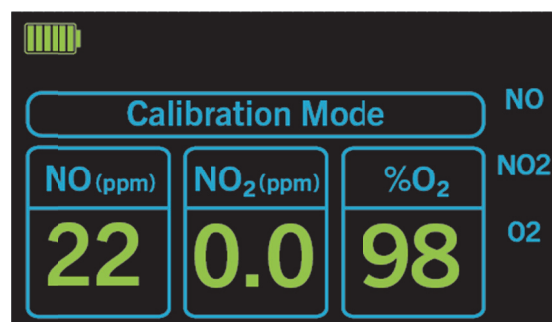 Calibration Mode
NO
NO(ppm) NO₂(ppm) %O₂
NO2
22 0.0 98
O2